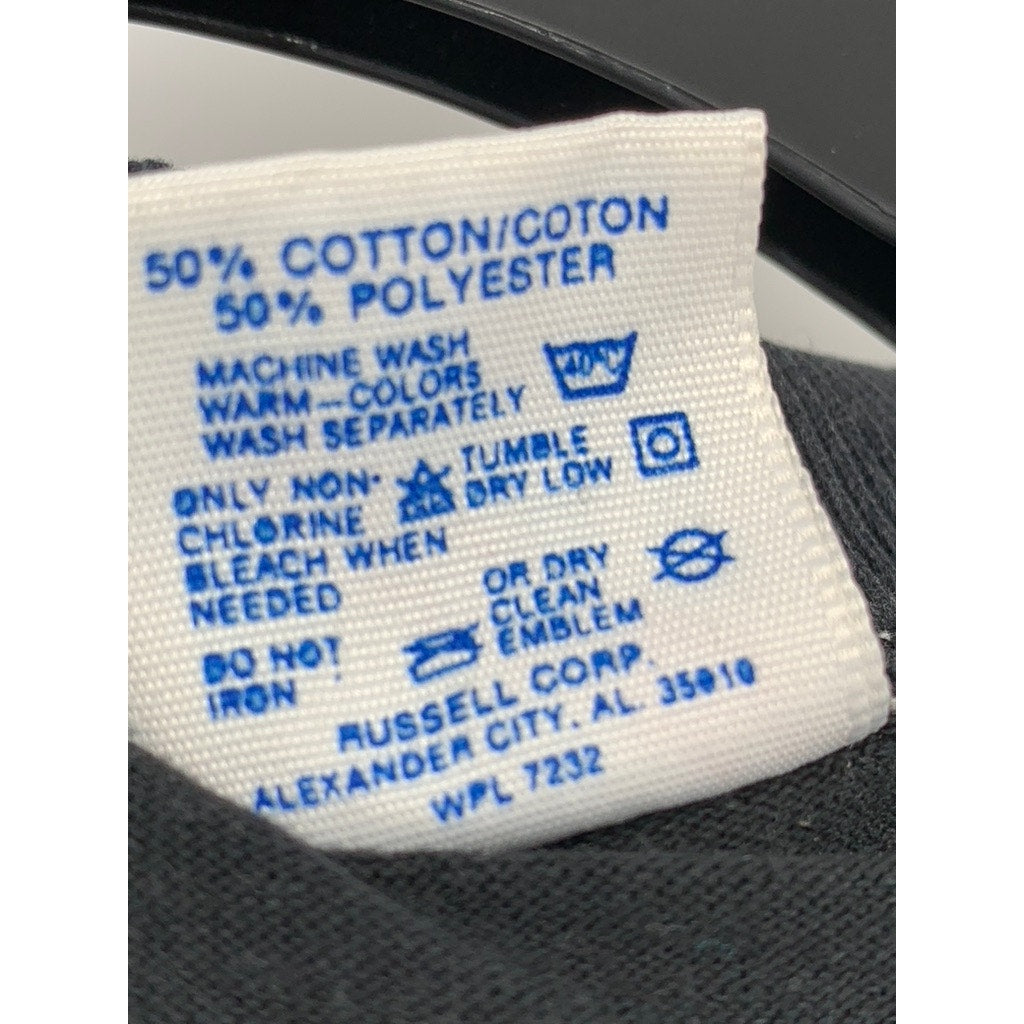 50% COTTON/COTON
50% POLYESTER
MACHINE WASH
WARM-COLORS
WASH SEPARATELY
40°C
ONLY NON-
CHLORINE
BLEACH WHEN
NEEDED
TUMBLE
DRY LOW
DO NOT
IRON
OR DRY
CLEAN
EMBLEM
RUSSELL CORP.
ALEXANDER CITY, AL. 35010
WPL 7232